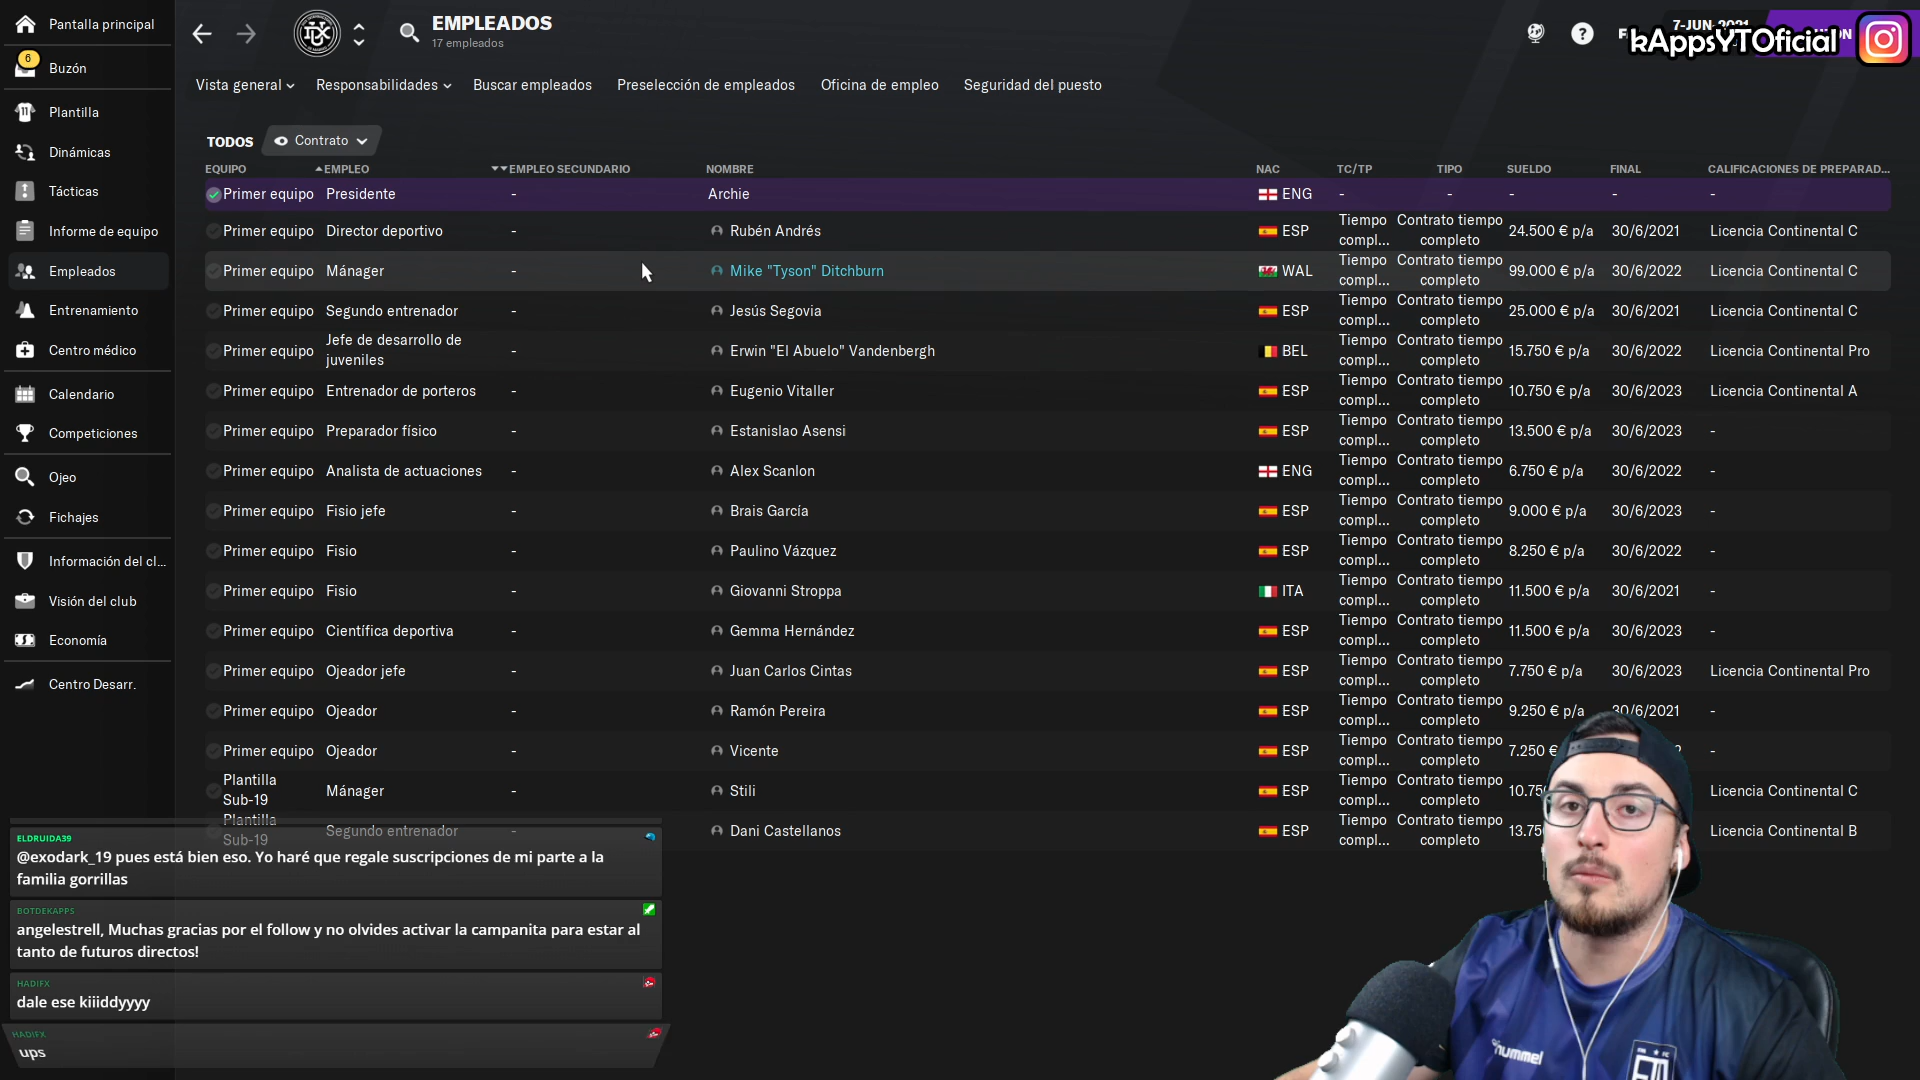 Pantalla principal
6
Buzón
Plantilla
Dinámicas
Tácticas
Informe de equipo
Empleados
Entrenamiento
Centro médico
Calendario
Competiciones
Ojeo
Fichajes
Información del cl...
Visión del club
Economía
Centro Desarr.
EMPLEADOS
17 empleados
?
7-JUN-2021
kAppsYTOficial
Vista general
Responsabilidades
Buscar empleados
Preselección de empleados
Oficina de empleo
Seguridad del puesto
TODOS
Contrato
EQUIPO EMPLEO EMPLEO SECUNDARIO NOMBRE NAC TC/TP TIPO SUELDO FINAL CALIFICACIONES DE PREPARAD...
Primer equipo Presidente - Archie ENG - - - - -
Primer equipo Director deportivo - Rubén Andrés ESP Tiempo compl... Contrato tiempo completo 24.500 € p/a 30/6/2021 Licencia Continental C
Primer equipo Mánager - Mike "Tyson" Ditchburn WAL Tiempo compl... Contrato tiempo completo 99.000 € p/a 30/6/2022 Licencia Continental C
Primer equipo Segundo entrenador - Jesús Segovia ESP Tiempo compl... Contrato tiempo completo 25.000 € p/a 30/6/2021 Licencia Continental C
Primer equipo Jefe de desarrollo de juveniles - Erwin "El Abuelo" Vandenbergh BEL Tiempo compl... Contrato tiempo completo 15.750 € p/a 30/6/2022 Licencia Continental Pro
Primer equipo Entrenador de porteros - Eugenio Vitaller ESP Tiempo compl... Contrato tiempo completo 10.750 € p/a 30/6/2023 Licencia Continental A
Primer equipo Preparador físico - Estanislao Asensi ESP Tiempo compl... Contrato tiempo completo 13.500 € p/a 30/6/2023 -
Primer equipo Analista de actuaciones - Alex Scanlon ENG Tiempo compl... Contrato tiempo completo 6.750 € p/a 30/6/2022 -
Primer equipo Fisio jefe - Brais García ESP Tiempo compl... Contrato tiempo completo 9.000 € p/a 30/6/2023 -
Primer equipo Fisio - Paulino Vázquez ESP Tiempo compl... Contrato tiempo completo 8.250 € p/a 30/6/2022 -
Primer equipo Fisio - Giovanni Stroppa ITA Tiempo compl... Contrato tiempo completo 11.500 € p/a 30/6/2021 -
Primer equipo Científica deportiva - Gemma Hernández ESP Tiempo compl... Contrato tiempo completo 11.500 € p/a 30/6/2023 -
Primer equipo Ojeador jefe - Juan Carlos Cintas ESP Tiempo compl... Contrato tiempo completo 7.750 € p/a 30/6/2023 Licencia Continental Pro
Primer equipo Ojeador - Ramón Pereira ESP Tiempo compl... Contrato tiempo completo 9.250 € p/a 30/6/2021 -
Primer equipo Ojeador - Vicente ESP Tiempo compl... Contrato tiempo completo 7.250 € -
Plantilla Sub-19 Mánager - Stili ESP Tiempo compl... Contrato tiempo completo 10.75 Licencia Continental C
Plantilla Sub-19 Segundo entrenador - Dani Castellanos ESP Tiempo compl... Contrato tiempo completo 13.75 Licencia Continental B
ELDRUIDA39
@exodark_19 pues está bien eso. Yo haré que regale suscripciones de mi parte a la
familia gorrillas
BOTDEKAPPS
angelestrell, Muchas gracias por el follow y no olvides activar la campanita para estar al
tanto de futuros directos!
HADIFX
dale ese kiiiddyyyy
HADIFX
ups
hummel